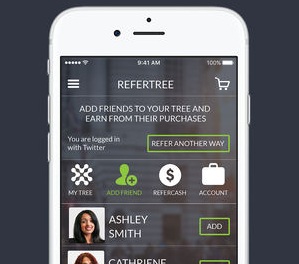 9:41 AM
100%
REFERTREE
ADD FRIENDS TO YOUR TREE AND
EARN FROM THEIR PURCHASES
You are logged in
with Twitter
REFER ANOTHER WAY
MY TREE
ADD FRIEND
REFERCASH
ACCOUNT
$
ASHLEY
SMITH
ADD
CATHRIENE